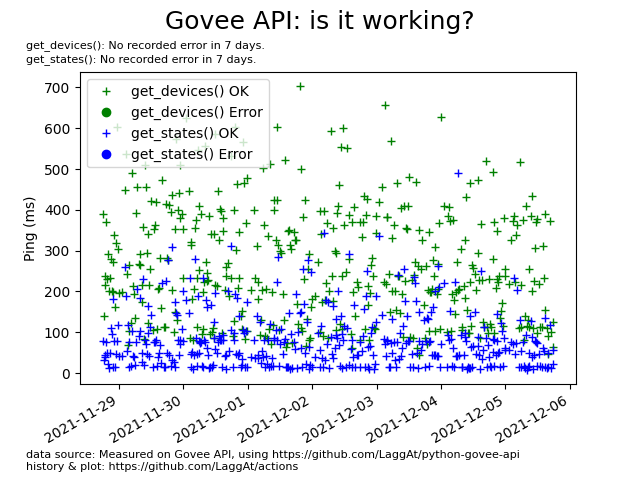 Govee API: is it working?
get_devices(): No recorded error in 7 days.
get_states(): No recorded error in 7 days.
get_devices() OK
get_devices() Error
get_states() OK
get_states() Error
Ping (ms)
700
600
500
400
300
200
100
0
2021-11-29
2021-11-30
2021-12-01
2021-12-02
2021-12-03
2021-12-04
2021-12-05
2021-12-06
data source: Measured on Govee API, using https://github.com/LaggAt/python-govee-api
history & plot: https://github.com/LaggAt/actions